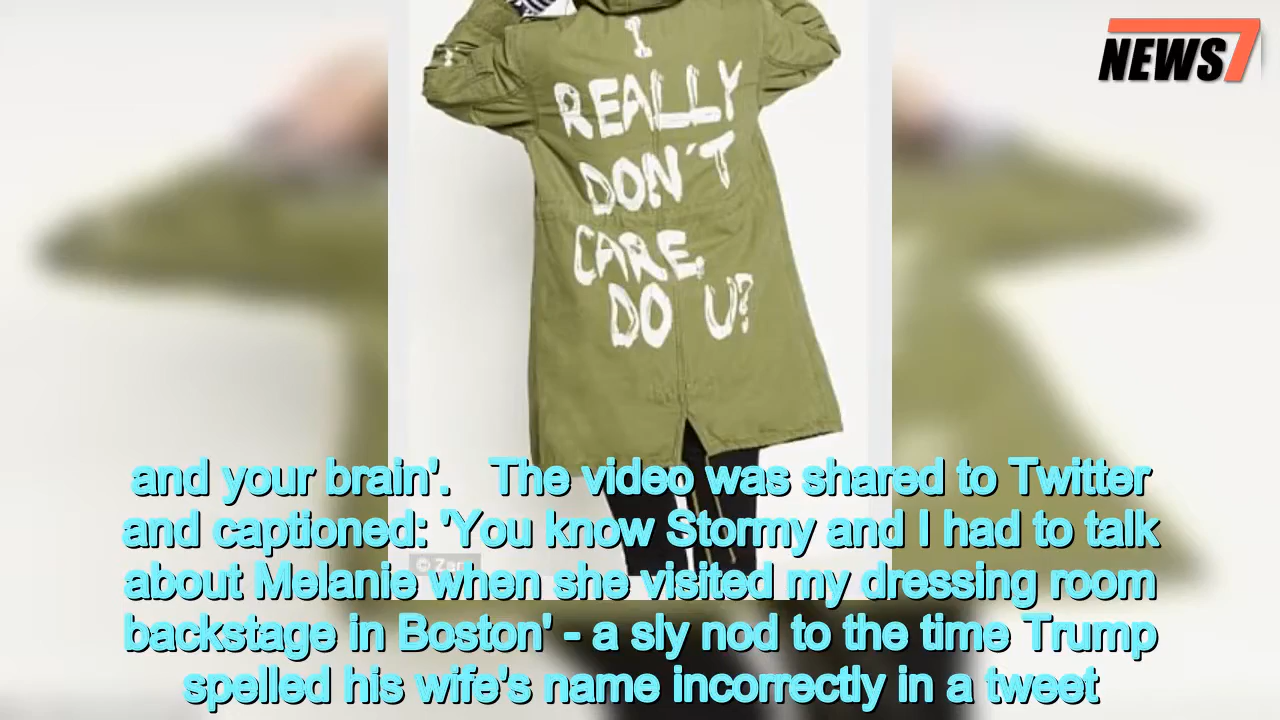 NEWS7
I
REALLY
DON'T
CARE,
DO U?
and your brain'. The video was shared to Twitter
and captioned: 'You know Stormy and I had to talk
© Zara
about Melanie when she visited my dressing room
backstage in Boston' - a sly nod to the time Trump
spelled his wife's name incorrectly in a tweet